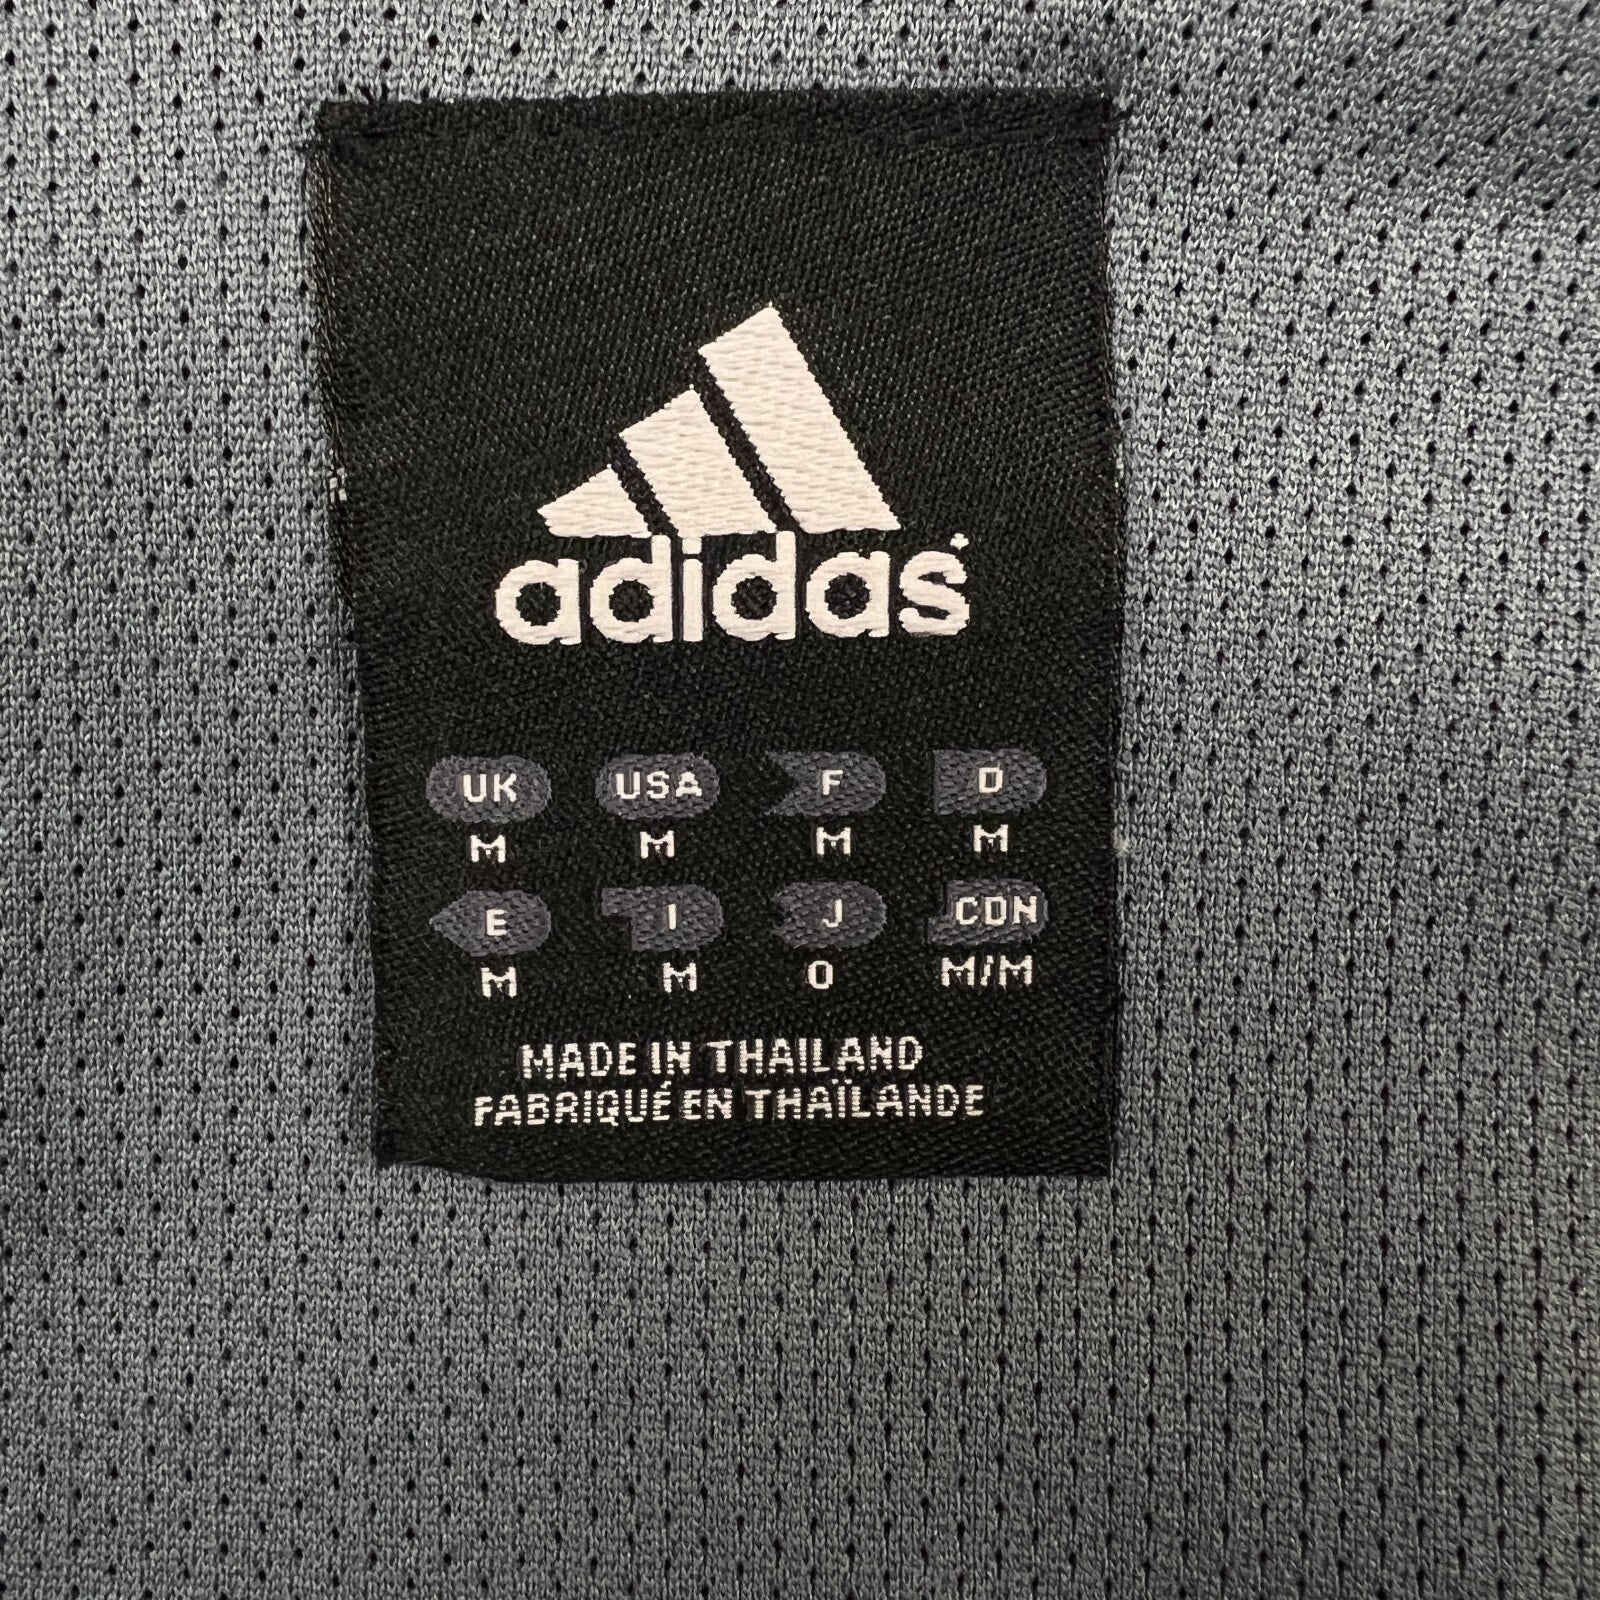 adidas
UK USA F D
M M M M
E I J CDN
M M O M/M
MADE IN THAILAND
FABRIQUÉ EN THAÏLANDE